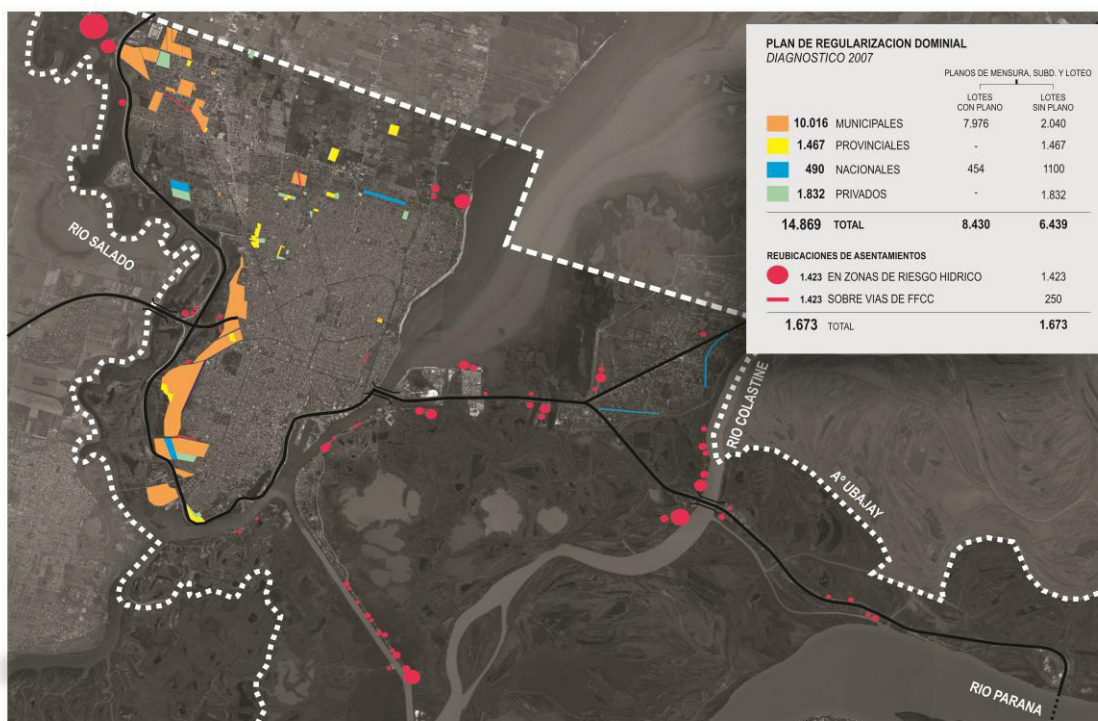 PLAN DE REGULARIZACION DOMINIAL
DIAGNOSTICO 2007
PLANOS DE MENSURA, SUBD. Y LOTEO
LOTES CON PLANO
LOTES SIN PLANO
10.016 MUNICIPALES 7.976 2.040
1.467 PROVINCIALES - 1.467
490 NACIONALES 454 1100
1.832 PRIVADOS - 1.832
14.869 TOTAL 8.430 6.439
REUBICACIONES DE ASENTAMIENTOS
1.423 EN ZONAS DE RIESGO HIDRICO 1.423
1.423 SOBRE VIAS DE FFCC 250
1.673 TOTAL 1.673
RIO SALADO
RIO COLASTINE
Aº UBAJAY
RIO PARANA